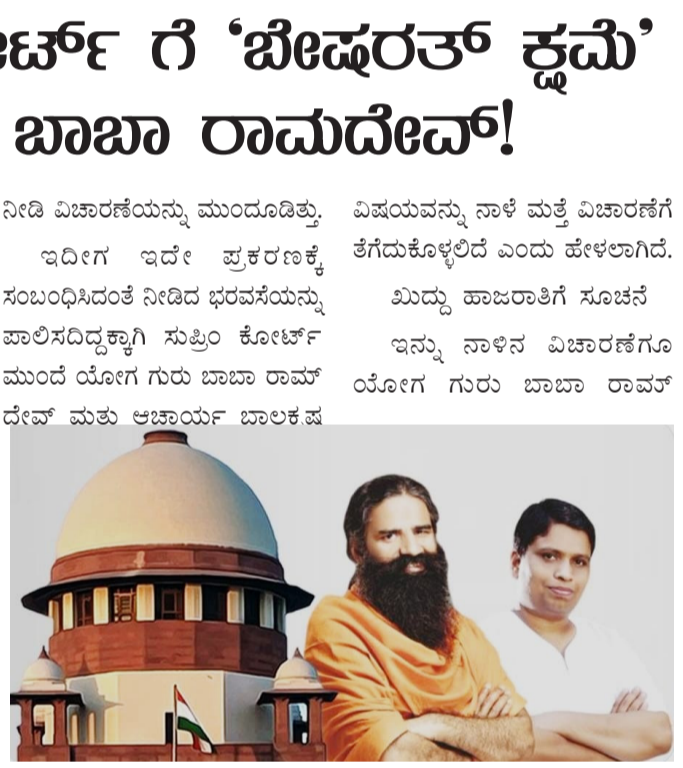 ರ್ಟ್ ಗೆ ‘ಬೇಷರತ್ ಕ್ಷಮೆ’
ಬಾಬಾ ರಾಮದೇವ್!
ನೀಡಿ ವಿಚಾರಣೆಯನ್ನು ಮುಂದೂಡಿತ್ತು.
ಇದೀಗ ಇದೇ ಪ್ರಕರಣಕ್ಕೆ
ಸಂಬಂಧಿಸಿದಂತೆ ನೀಡಿದ ಭರವಸೆಯನ್ನು
ಪಾಲಿಸದಿದ್ದಕ್ಕಾಗಿ ಸುಪ್ರಿಂ ಕೋರ್ಟ್
ಮುಂದೆ ಯೋಗ ಗುರು ಬಾಬಾ ರಾಮ್
ದೇವ್ ಮತ್ತು ಆಚಾರ್ಯ ಬಾಲಕೃಷ್ಣ
ವಿಷಯವನ್ನು ನಾಳೆ ಮತ್ತೆ ವಿಚಾರಣೆಗೆ
ತೆಗೆದುಕೊಳ್ಳಲಿದೆ ಎಂದು ಹೇಳಲಾಗಿದೆ.
ಖುದ್ದು ಹಾಜರಾತಿಗೆ ಸೂಚನೆ
ಇನ್ನು ನಾಳಿನ ವಿಚಾರಣೆಗೂ
ಯೋಗ ಗುರು ಬಾಬಾ ರಾಮ್